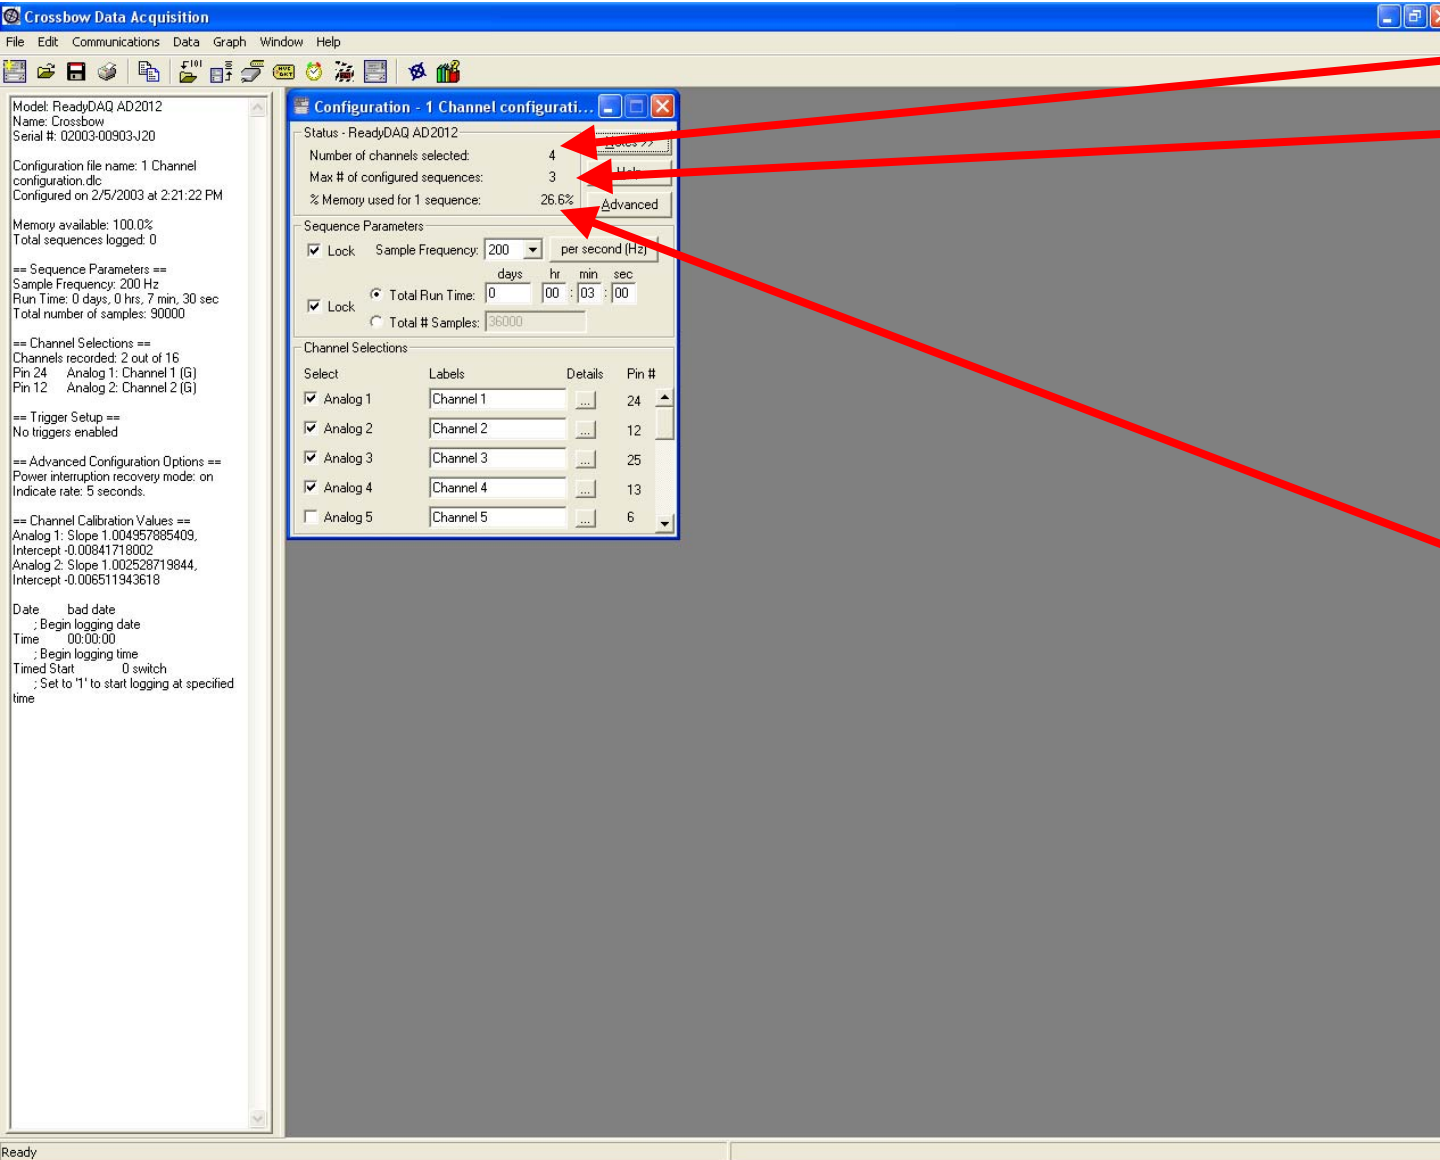 Crossbow Data Acquisition
File Edit Communications Data Graph Window Help
Model: ReadyDAQ AD2012
Name: Crossbow
Serial #: 02003-00903-J20
Configuration file name: 1 Channel
configuration.dlc
Configured on 2/5/2003 at 2:21:22 PM
Memory available: 100.0%
Total sequences logged: 0
== Sequence Parameters ==
Sample Frequency: 200 Hz
Run Time: 0 days, 0 hrs, 7 min, 30 sec
Total number of samples: 90000
== Channel Selections ==
Channels recorded: 2 out of 16
Pin 24 Analog 1: Channel 1 (G)
Pin 12 Analog 2: Channel 2 (G)
== Trigger Setup ==
No triggers enabled
== Advanced Configuration Options ==
Power interruption recovery mode: on
Indicate rate: 5 seconds.
== Channel Calibration Values ==
Analog 1: Slope 1.004957885409,
Intercept -0.00841718002
Analog 2: Slope 1.002528719844,
Intercept -0.006511943618
Date bad date
; Begin logging date
Time 00:00:00
; Begin logging time
Timed Start 0 switch
; Set to '1' to start logging at specified
time
Configuration - 1 Channel configurati...
Status - ReadyDAQ AD2012
Number of channels selected: 4
Max # of configured sequences: 3
% Memory used for 1 sequence: 26.6%
Notes >>
Help
Advanced
Sequence Parameters
Lock Sample Frequency: 200 per second (Hz)
days hr min sec
Lock Total Run Time: 0 00 : 03 : 00
Total # Samples: 36000
Channel Selections
Select Labels Details Pin #
Analog 1 Channel 1 ... 24
Analog 2 Channel 2 ... 12
Analog 3 Channel 3 ... 25
Analog 4 Channel 4 ... 13
Analog 5 Channel 5 ... 6
Ready